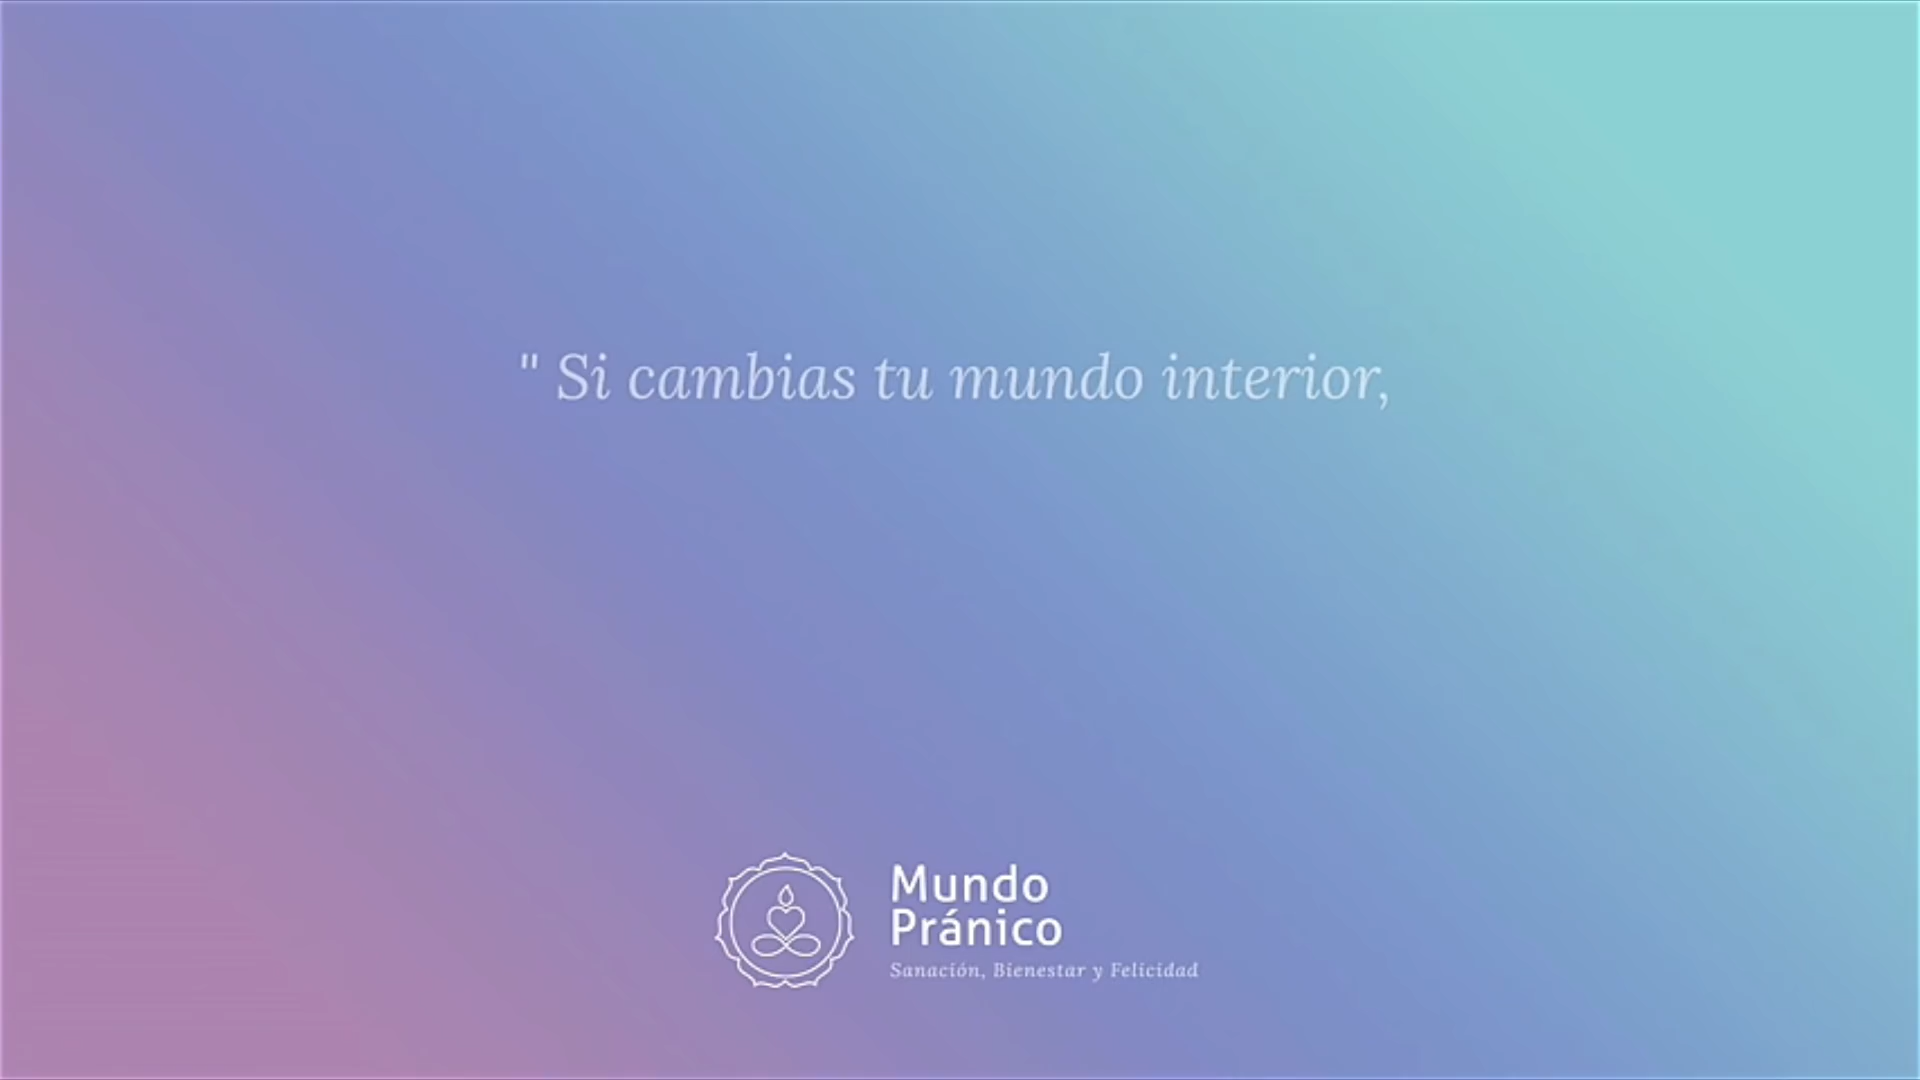 " Si cambias tu mundo interior,
Mundo
Pránico
Sanación, Bienestar y Felicidad